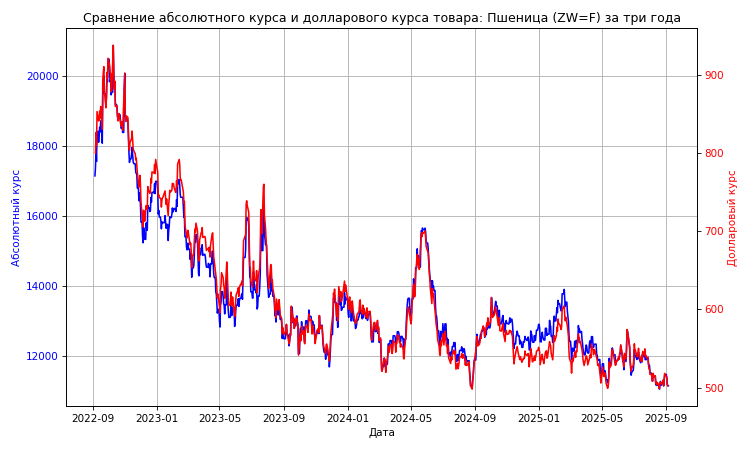 Сравнение абсолютного курса и долларового курса товара: Пшеница (ZW=F) за три года
Абсолютный курс
20000
18000
16000
14000
12000
900
800
700
600
500
Долларовый курс
2022-09 2023-01 2023-05 2023-09 2024-01 2024-05 2024-09 2025-01 2025-05 2025-09
Дата